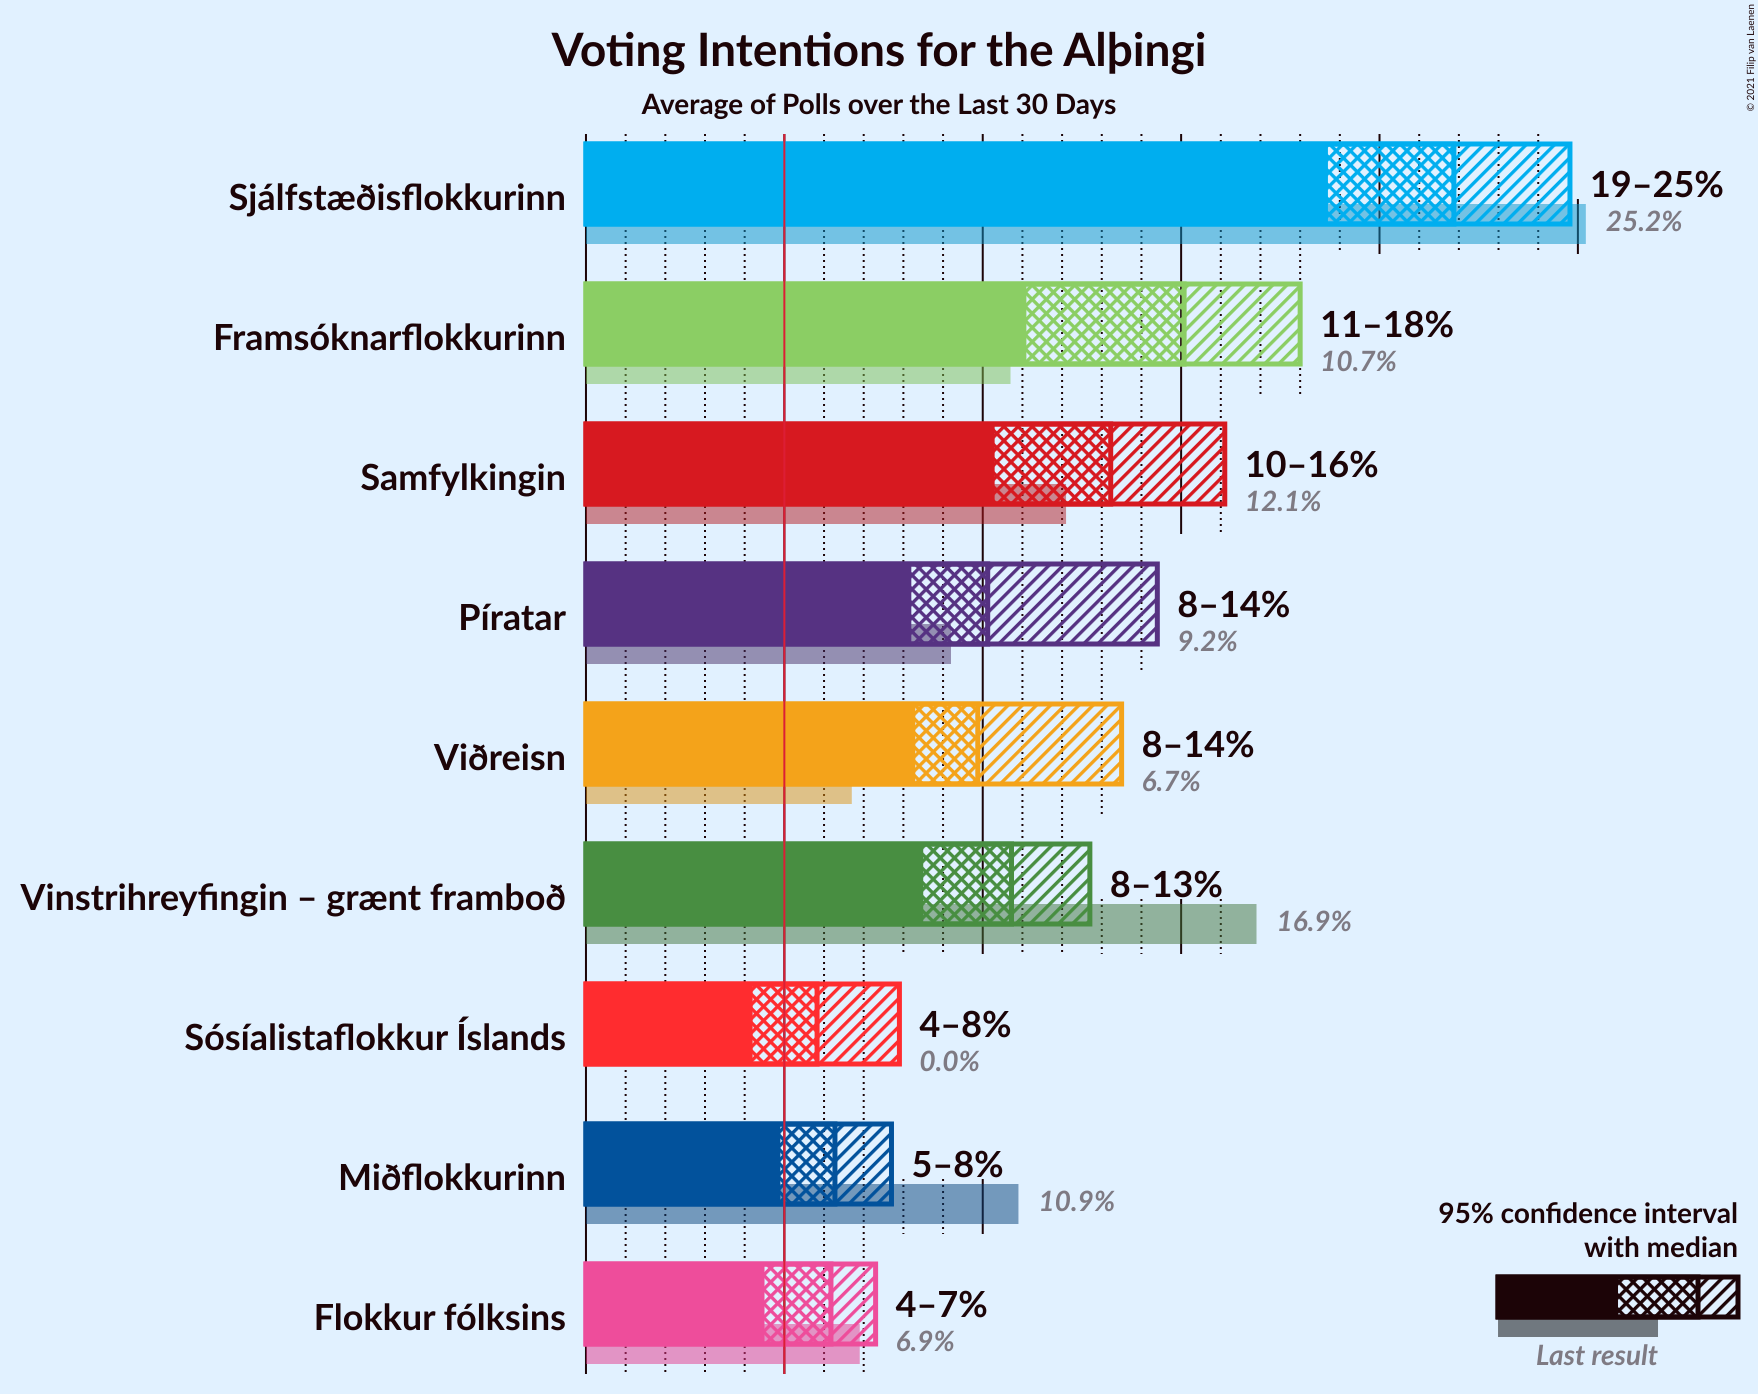 Voting Intentions for the Alþingi
Average of Polls over the Last 30 Days
© 2021 Filip van Laenen
Sjálfstæðisflokkurinn
19–25%
25.2%
Framsóknarflokkurinn
11–18%
10.7%
Samfylkingin
10–16%
12.1%
Píratar
8–14%
9.2%
Viðreisn
8–14%
6.7%
Vinstrihreyfingin – grænt framboð
8–13%
16.9%
Sósíalistaflokkur Íslands
4–8%
0.0%
Miðflokkurinn
5–8%
10.9%
Flokkur fólksins
4–7%
6.9%
95% confidence interval
with median
Last result